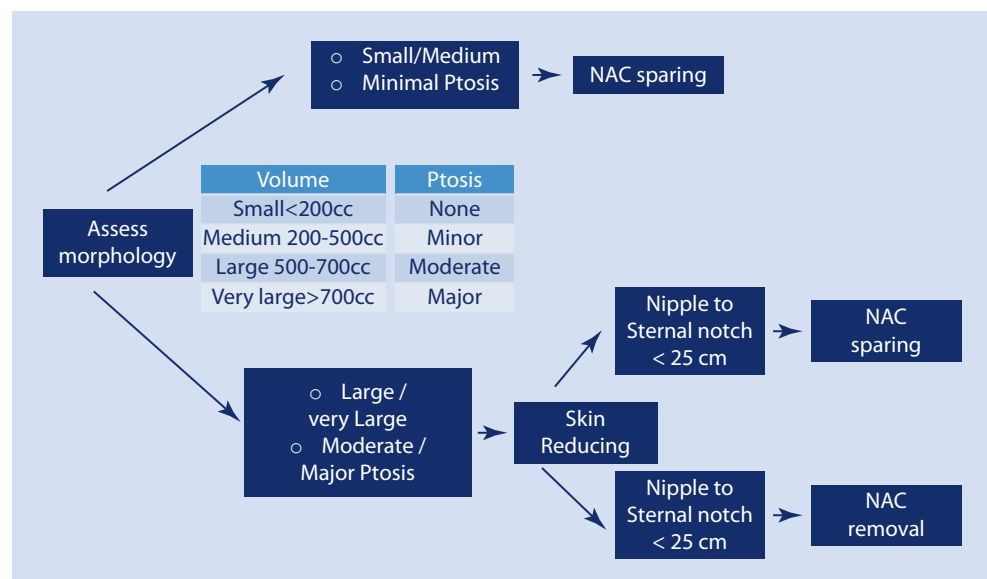 ○ Small/Medium
○ Minimal Ptosis
NAC sparing
Assess
morphology
Volume Ptosis
Small<200cc None
Medium 200-500cc Minor
Large 500-700cc Moderate
Very large>700cc Major
○ Large /
very Large
○ Moderate /
Major Ptosis
Skin
Reducing
Nipple to
Sternal notch
< 25 cm
NAC
sparing
Nipple to
Sternal notch
< 25 cm
NAC
removal